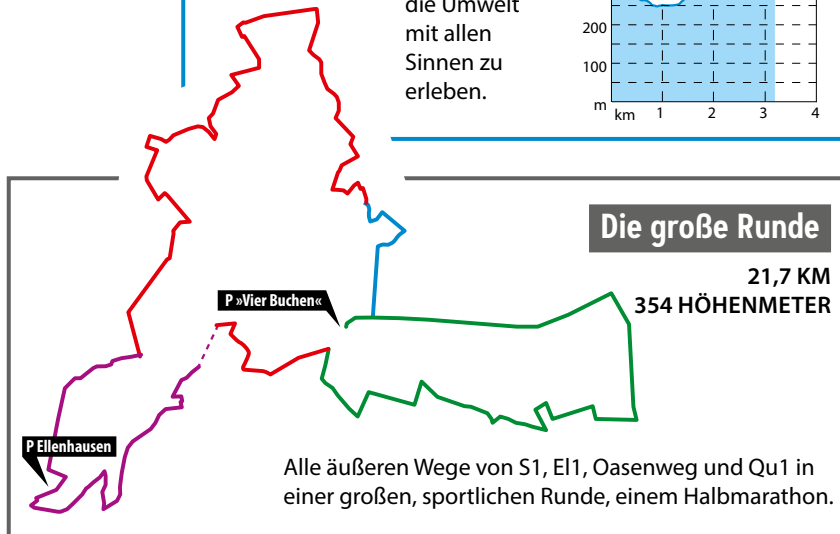 die Umwelt
mit allen
Sinnen zu
erleben.
200
100
m
km 1 2 3 4
Die große Runde
21,7 KM
354 HÖHENMETER
P »Vier Buchen«
P Ellenhausen
Alle äußeren Wege von S1, El1, Oasenweg und Qu1 in
einer großen, sportlichen Runde, einem Halbmarathon.